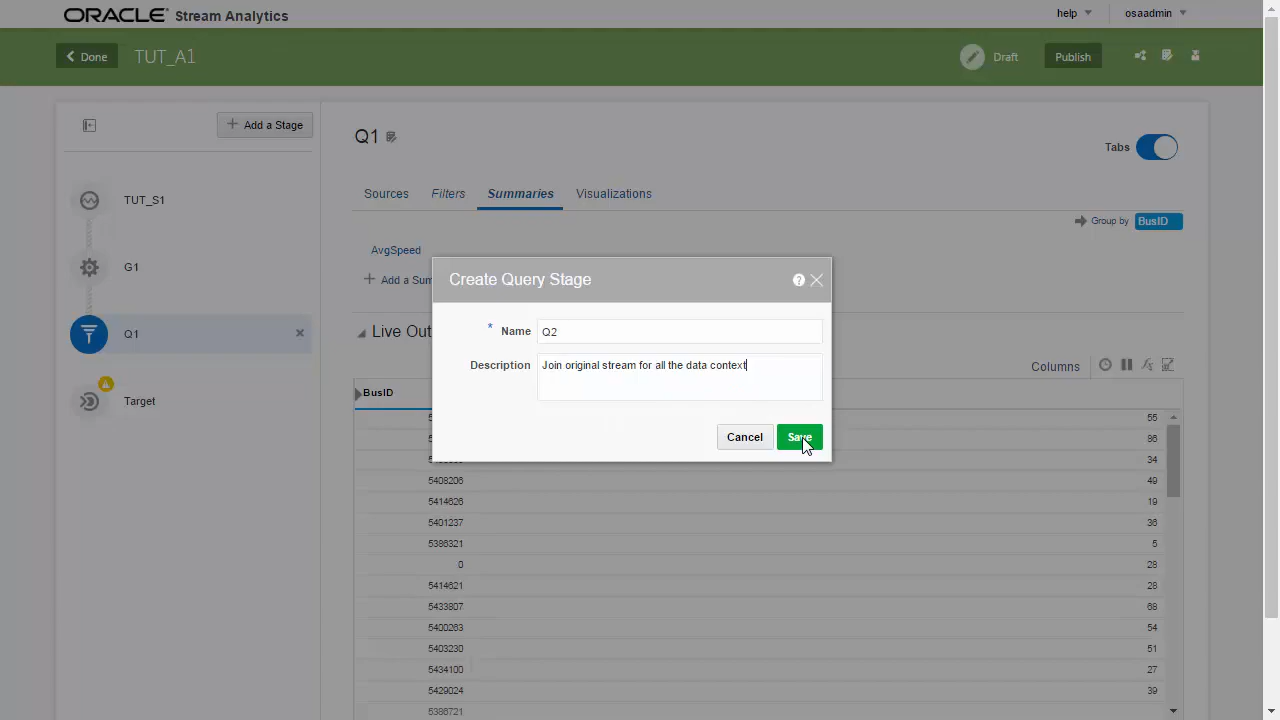 ORACLE Stream Analytics
help
osaadmin
Done
TUT_A1
Draft
Publish
Add a Stage
TUT_S1
G1
Q1
Target
Q1
Tabs
Sources
Filters
Summaries
Visualizations
Group by
BusID
AvgSpeed
Add a Sum
Live Out
Columns
BusID
Create Query Stage
?
* Name
Q2
Description
Join original stream for all the data context
Cancel
Save
55
86
34
5408206 49
5414626 19
5401237 36
5386321 5
0 28
5414621 28
5433807 68
5400263 54
5403230 51
5434100 27
5429024 39
5386721